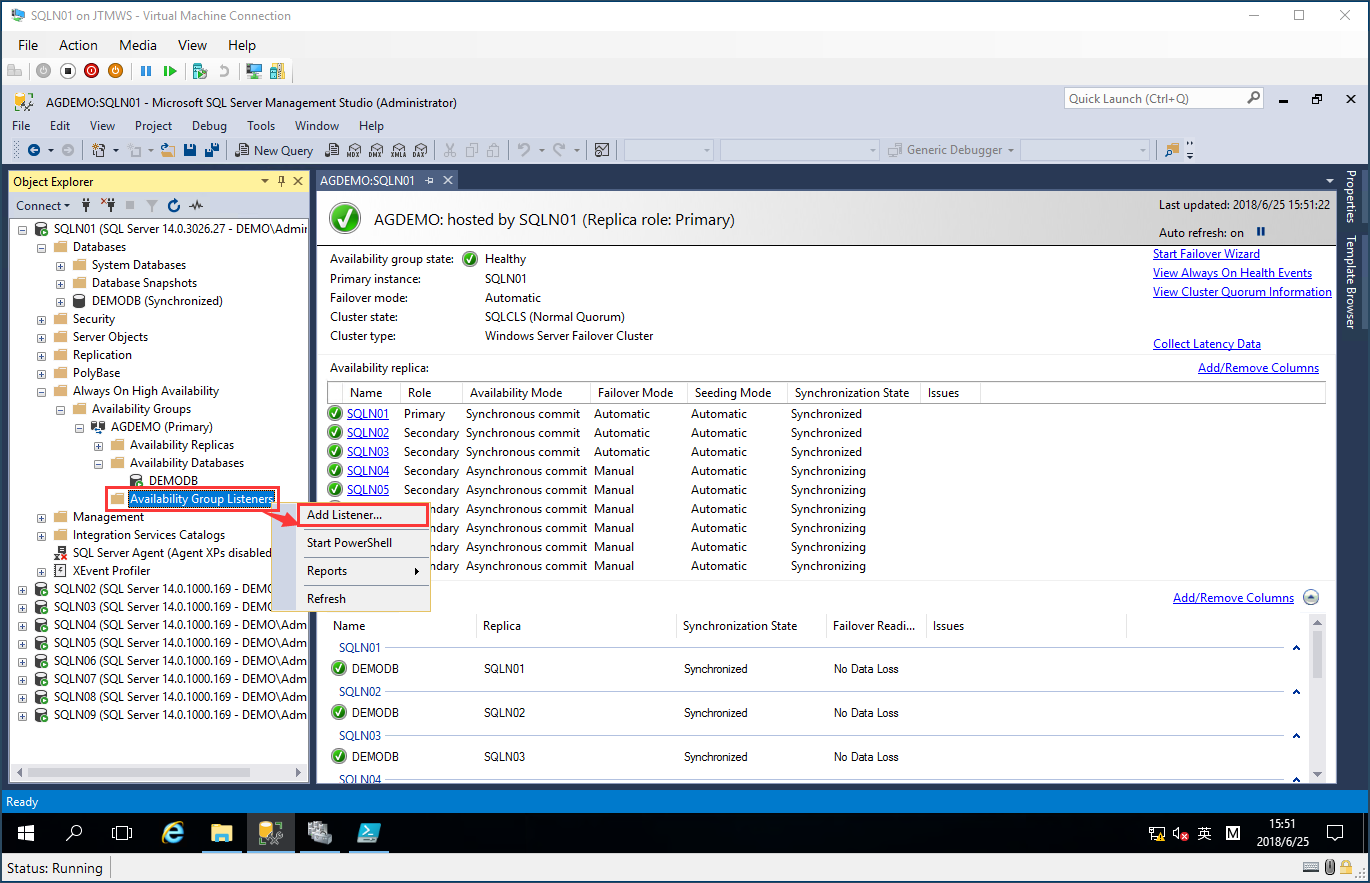 SQLN01 on JTMWS - Virtual Machine Connection
File Action Media View Help
AGDEMO:SQLN01 - Microsoft SQL Server Management Studio (Administrator)
Quick Launch (Ctrl+Q)
File Edit View Project Debug Tools Window Help
New Query MDX DMX XMLA DAX Generic Debugger
Object Explorer
Connect
SQLN01 (SQL Server 14.0.3026.27 - DEMO\Admir
Databases
System Databases
Database Snapshots
DEMODB (Synchronized)
Security
Server Objects
Replication
PolyBase
Always On High Availability
Availability Groups
AGDEMO (Primary)
Availability Replicas
Availability Databases
DEMODB
Availability Group Listeners
Management
Integration Services Catalogs
SQL Server Agent (Agent XPs disabled
XEvent Profiler
SQLN02 (SQL Server 14.0.1000.169 - DEMO
SQLN03 (SQL Server 14.0.1000.169 - DEMO
SQLN04 (SQL Server 14.0.1000.169 - DEMO\Adm
SQLN05 (SQL Server 14.0.1000.169 - DEMO\Adm
SQLN06 (SQL Server 14.0.1000.169 - DEMO\Adm
SQLN07 (SQL Server 14.0.1000.169 - DEMO\Adm
SQLN08 (SQL Server 14.0.1000.169 - DEMO\Adm
SQLN09 (SQL Server 14.0.1000.169 - DEMO\Adm
Add Listener...
Start PowerShell
Reports
Refresh
AGDEMO:SQLN01
AGDEMO: hosted by SQLN01 (Replica role: Primary)
Last updated: 2018/6/25 15:51:22
Auto refresh: on
Availability group state: Healthy
Primary instance: SQLN01
Failover mode: Automatic
Cluster state: SQLCLS (Normal Quorum)
Cluster type: Windows Server Failover Cluster
Start Failover Wizard
View Always On Health Events
View Cluster Quorum Information
Collect Latency Data
Availability replica: Add/Remove Columns
Name Role Availability Mode Failover Mode Seeding Mode Synchronization State Issues
SQLN01 Primary Synchronous commit Automatic Automatic Synchronized
SQLN02 Secondary Synchronous commit Automatic Automatic Synchronized
SQLN03 Secondary Synchronous commit Automatic Automatic Synchronized
SQLN04 Secondary Asynchronous commit Manual Automatic Synchronizing
SQLN05 Secondary Asynchronous commit Manual Automatic Synchronizing
ndary Asynchronous commit Manual Automatic Synchronizing
ndary Asynchronous commit Manual Automatic Synchronizing
ndary Asynchronous commit Manual Automatic Synchronizing
ndary Asynchronous commit Manual Automatic Synchronizing
Add/Remove Columns
Name Replica Synchronization State Failover Readi... Issues
SQLN01
DEMODB SQLN01 Synchronized No Data Loss
SQLN02
DEMODB SQLN02 Synchronized No Data Loss
SQLN03
DEMODB SQLN03 Synchronized No Data Loss
SQLN04
Properties
Template Browser
Ready
英 M
15:51
2018/6/25
Status: Running